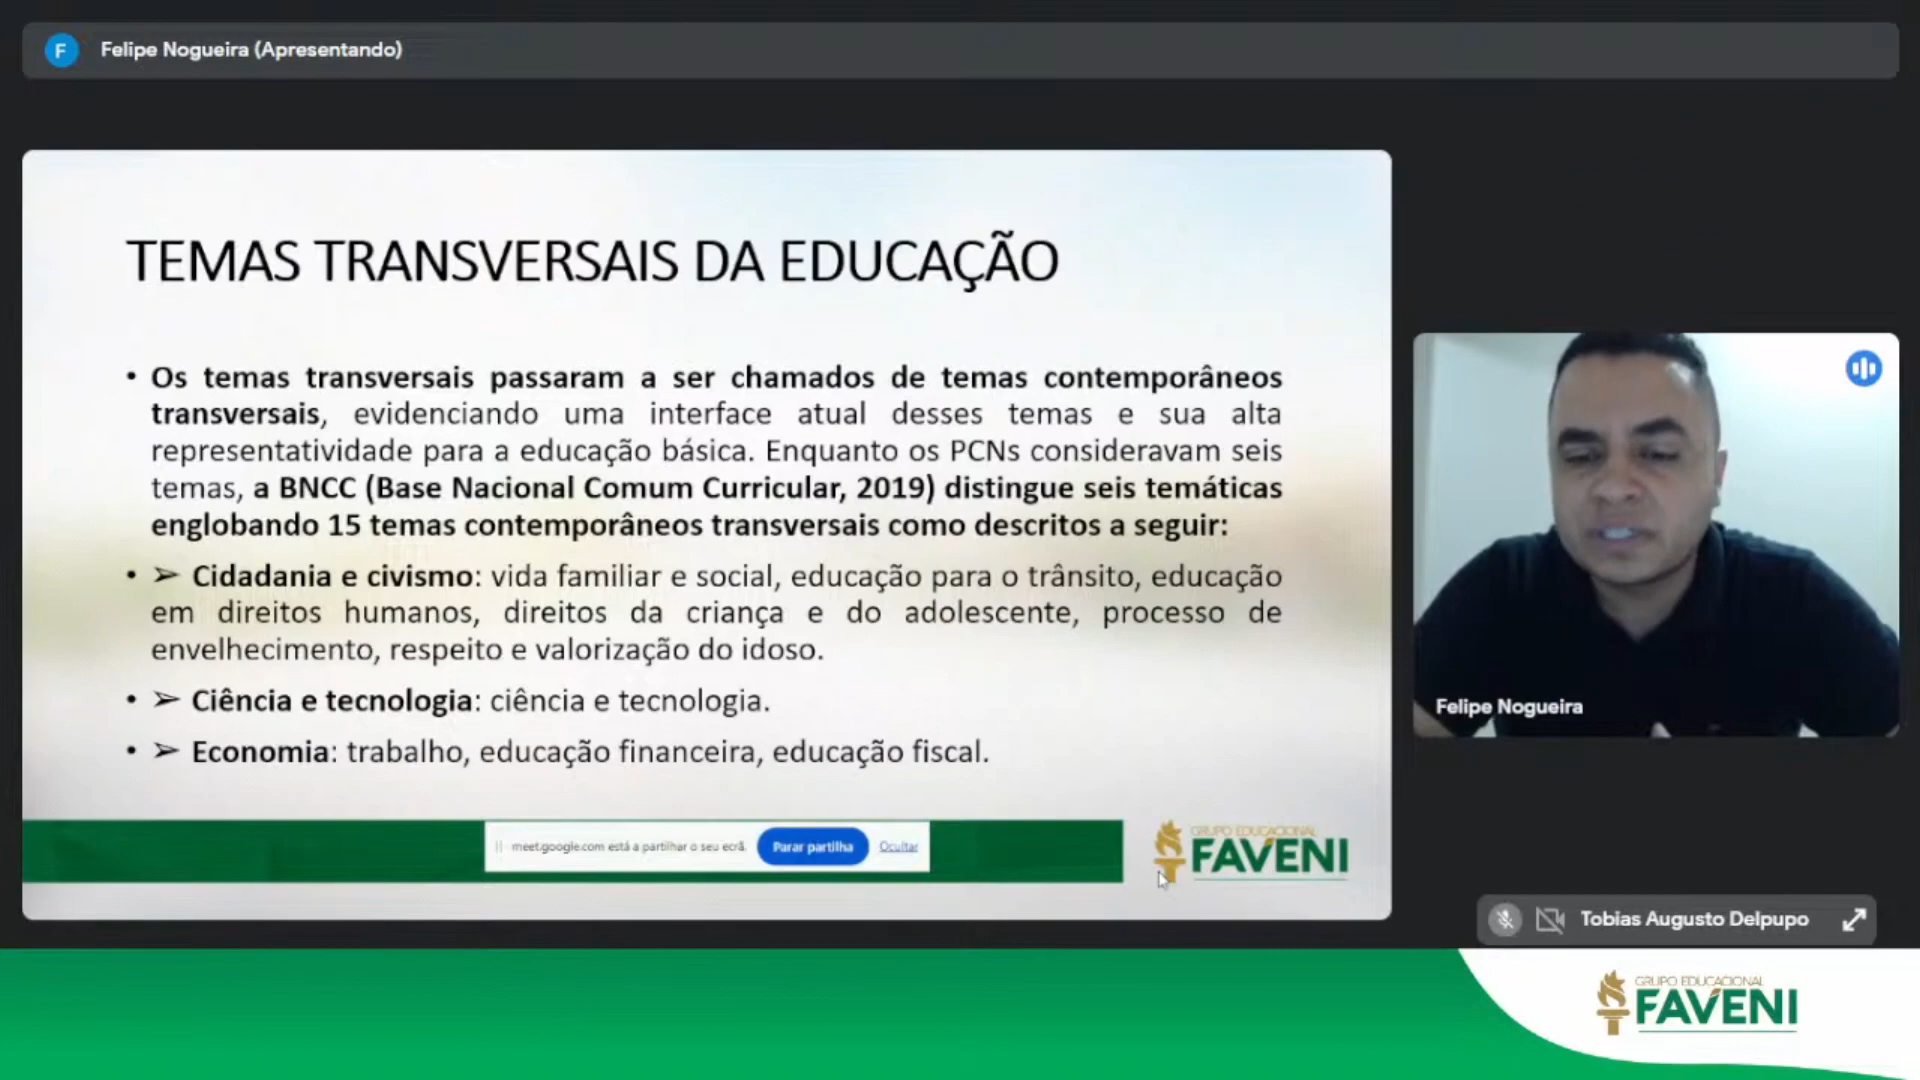 F
Felipe Nogueira (Apresentando)
TEMAS TRANSVERSAIS DA EDUCAÇÃO
• Os temas transversais passaram a ser chamados de temas contemporâneos
transversais, evidenciando uma interface atual desses temas e sua alta
representatividade para a educação básica. Enquanto os PCNs consideravam seis
temas, a BNCC (Base Nacional Comum Curricular, 2019) distingue seis temáticas
englobando 15 temas contemporâneos transversais como descritos a seguir:
• ➢ Cidadania e civismo: vida familiar e social, educação para o trânsito, educação
em direitos humanos, direitos da criança e do adolescente, processo de
envelhecimento, respeito e valorização do idoso.
• ➢ Ciência e tecnologia: ciência e tecnologia.
• ➢ Economia: trabalho, educação financeira, educação fiscal.
meet.google.com está a partilhar o seu ecrã.
Parar partilha
Ocultar
GRUPO EDUCACIONAL
FAVENI
Felipe Nogueira
Tobias Augusto Delpupo
GRUPO EDUCACIONAL
FAVENI